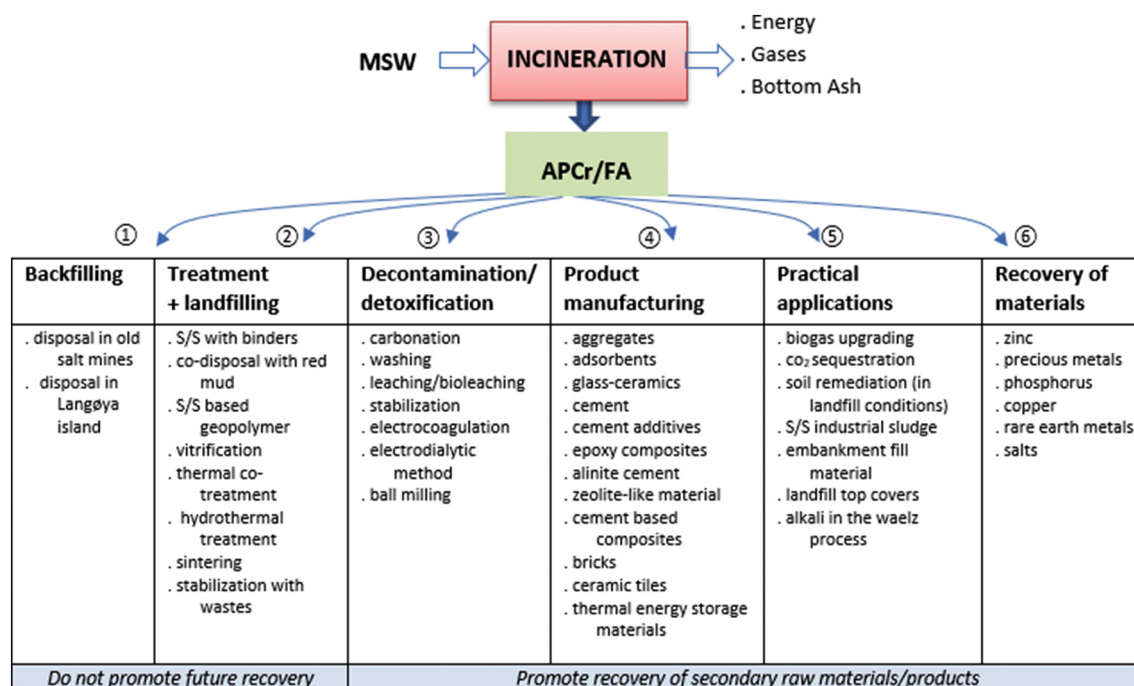 . Energy
MSW
INCINERATION
. Gases
. Bottom Ash
APCr/FA
①
②
③
④
⑤
⑥
Backfilling
. disposal in old
salt mines
. disposal in
Langøya
island
Treatment
+ landfilling
. S/S with binders
. co-disposal with red
mud
. S/S based
geopolymer
. vitrification
. thermal co-
treatment
. hydrothermal
treatment
. sintering
. stabilization with
wastes
Decontamination/
detoxification
. carbonation
. washing
. leaching/bioleaching
. stabilization
. electrocoagulation
. electrodialytic
method
. ball milling
Product
manufacturing
. aggregates
. adsorbents
. glass-ceramics
. cement
. cement additives
. epoxy composites
. alinite cement
. zeolite-like material
. cement based
composites
. bricks
. ceramic tiles
. thermal energy storage
materials
Practical
applications
. biogas upgrading
. co₂ sequestration
. soil remediation (in
landfill conditions)
. S/S industrial sludge
. embankment fill
material
. landfill top covers
. alkali in the waelz
process
Recovery of
materials
. zinc
. precious metals
. phosphorus
. copper
. rare earth metals
. salts
Do not promote future recovery
Promote recovery of secondary raw materials/products